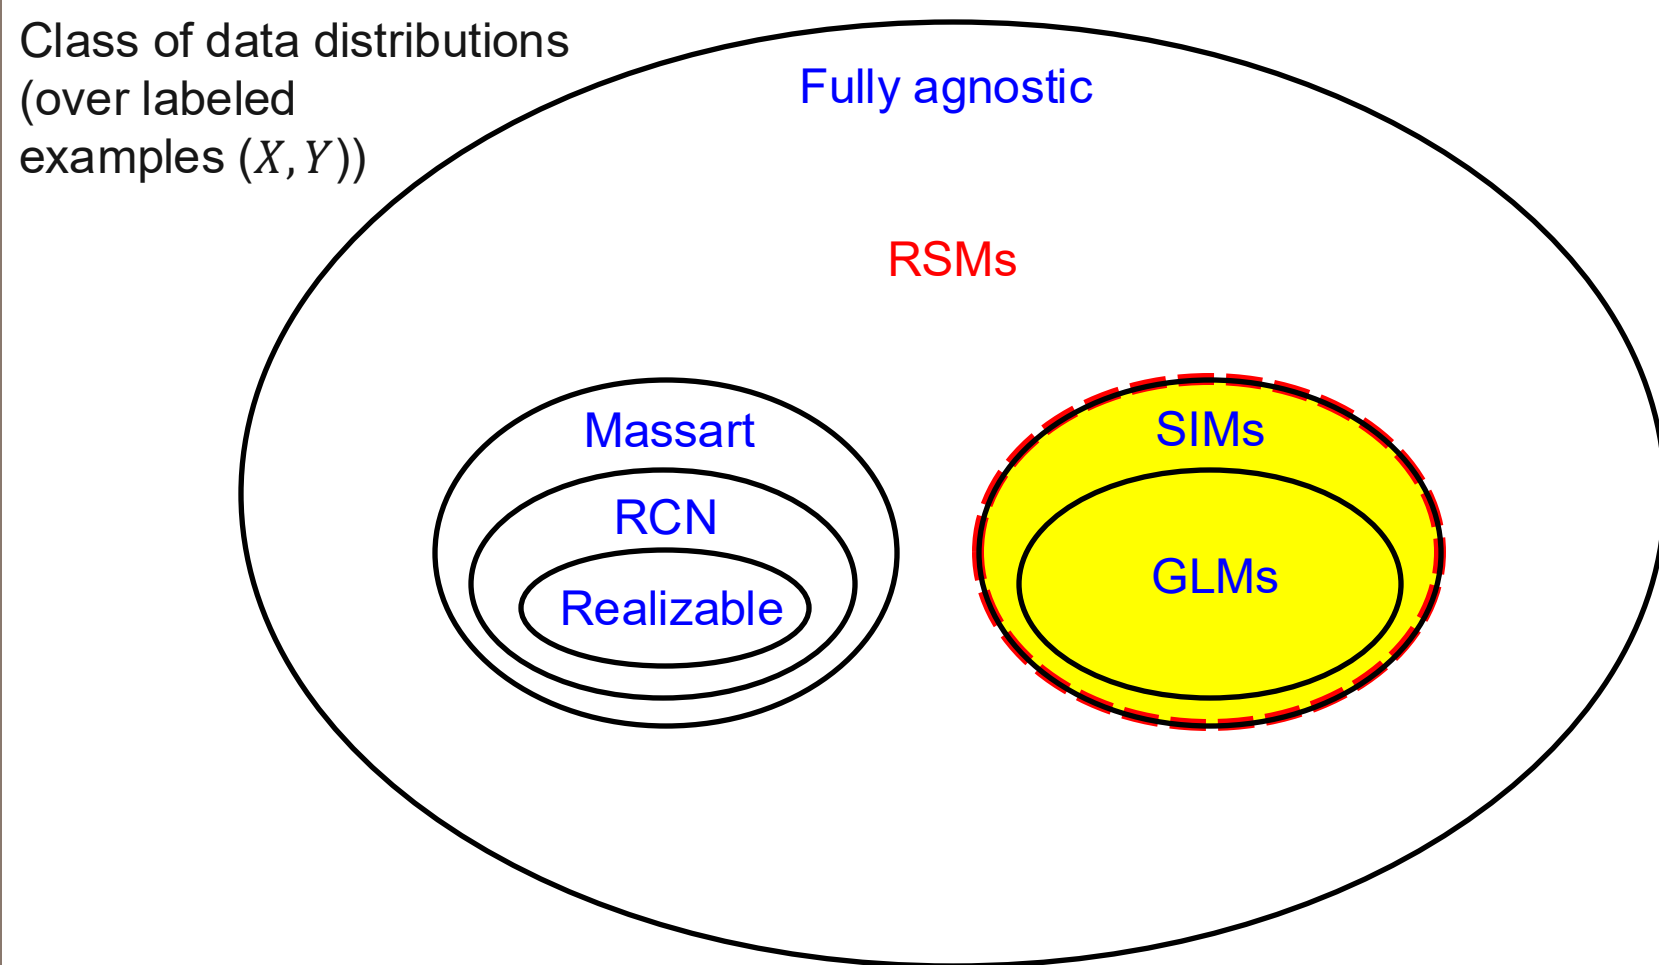 Class of data distributions
(over labeled
examples (X, Y))
Fully agnostic
RSMs
Massart
SIMs
RCN
GLMs
Realizable